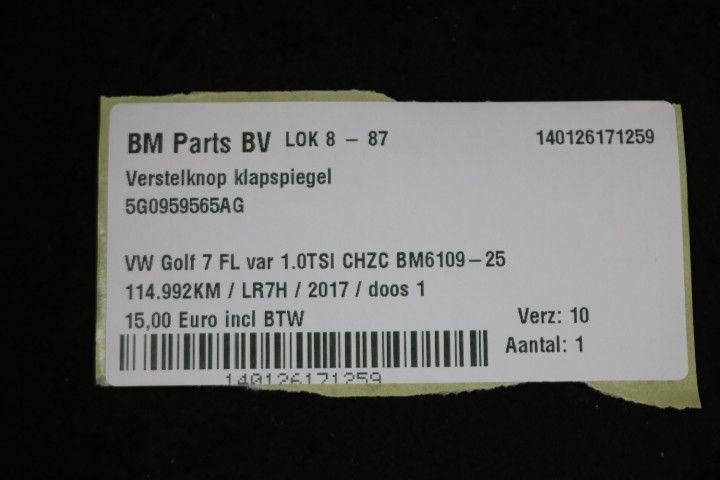 BM Parts BV LOK 8 - 87 140126171259
Verstelknop klapspiegel
5G0959565AG
VW Golf 7 FL var 1.0TSI CHZC BM6109-25
114.992KM / LR7H / 2017 / doos 1
15,00 Euro incl BTW Verz: 10
Aantal: 1
140126171259